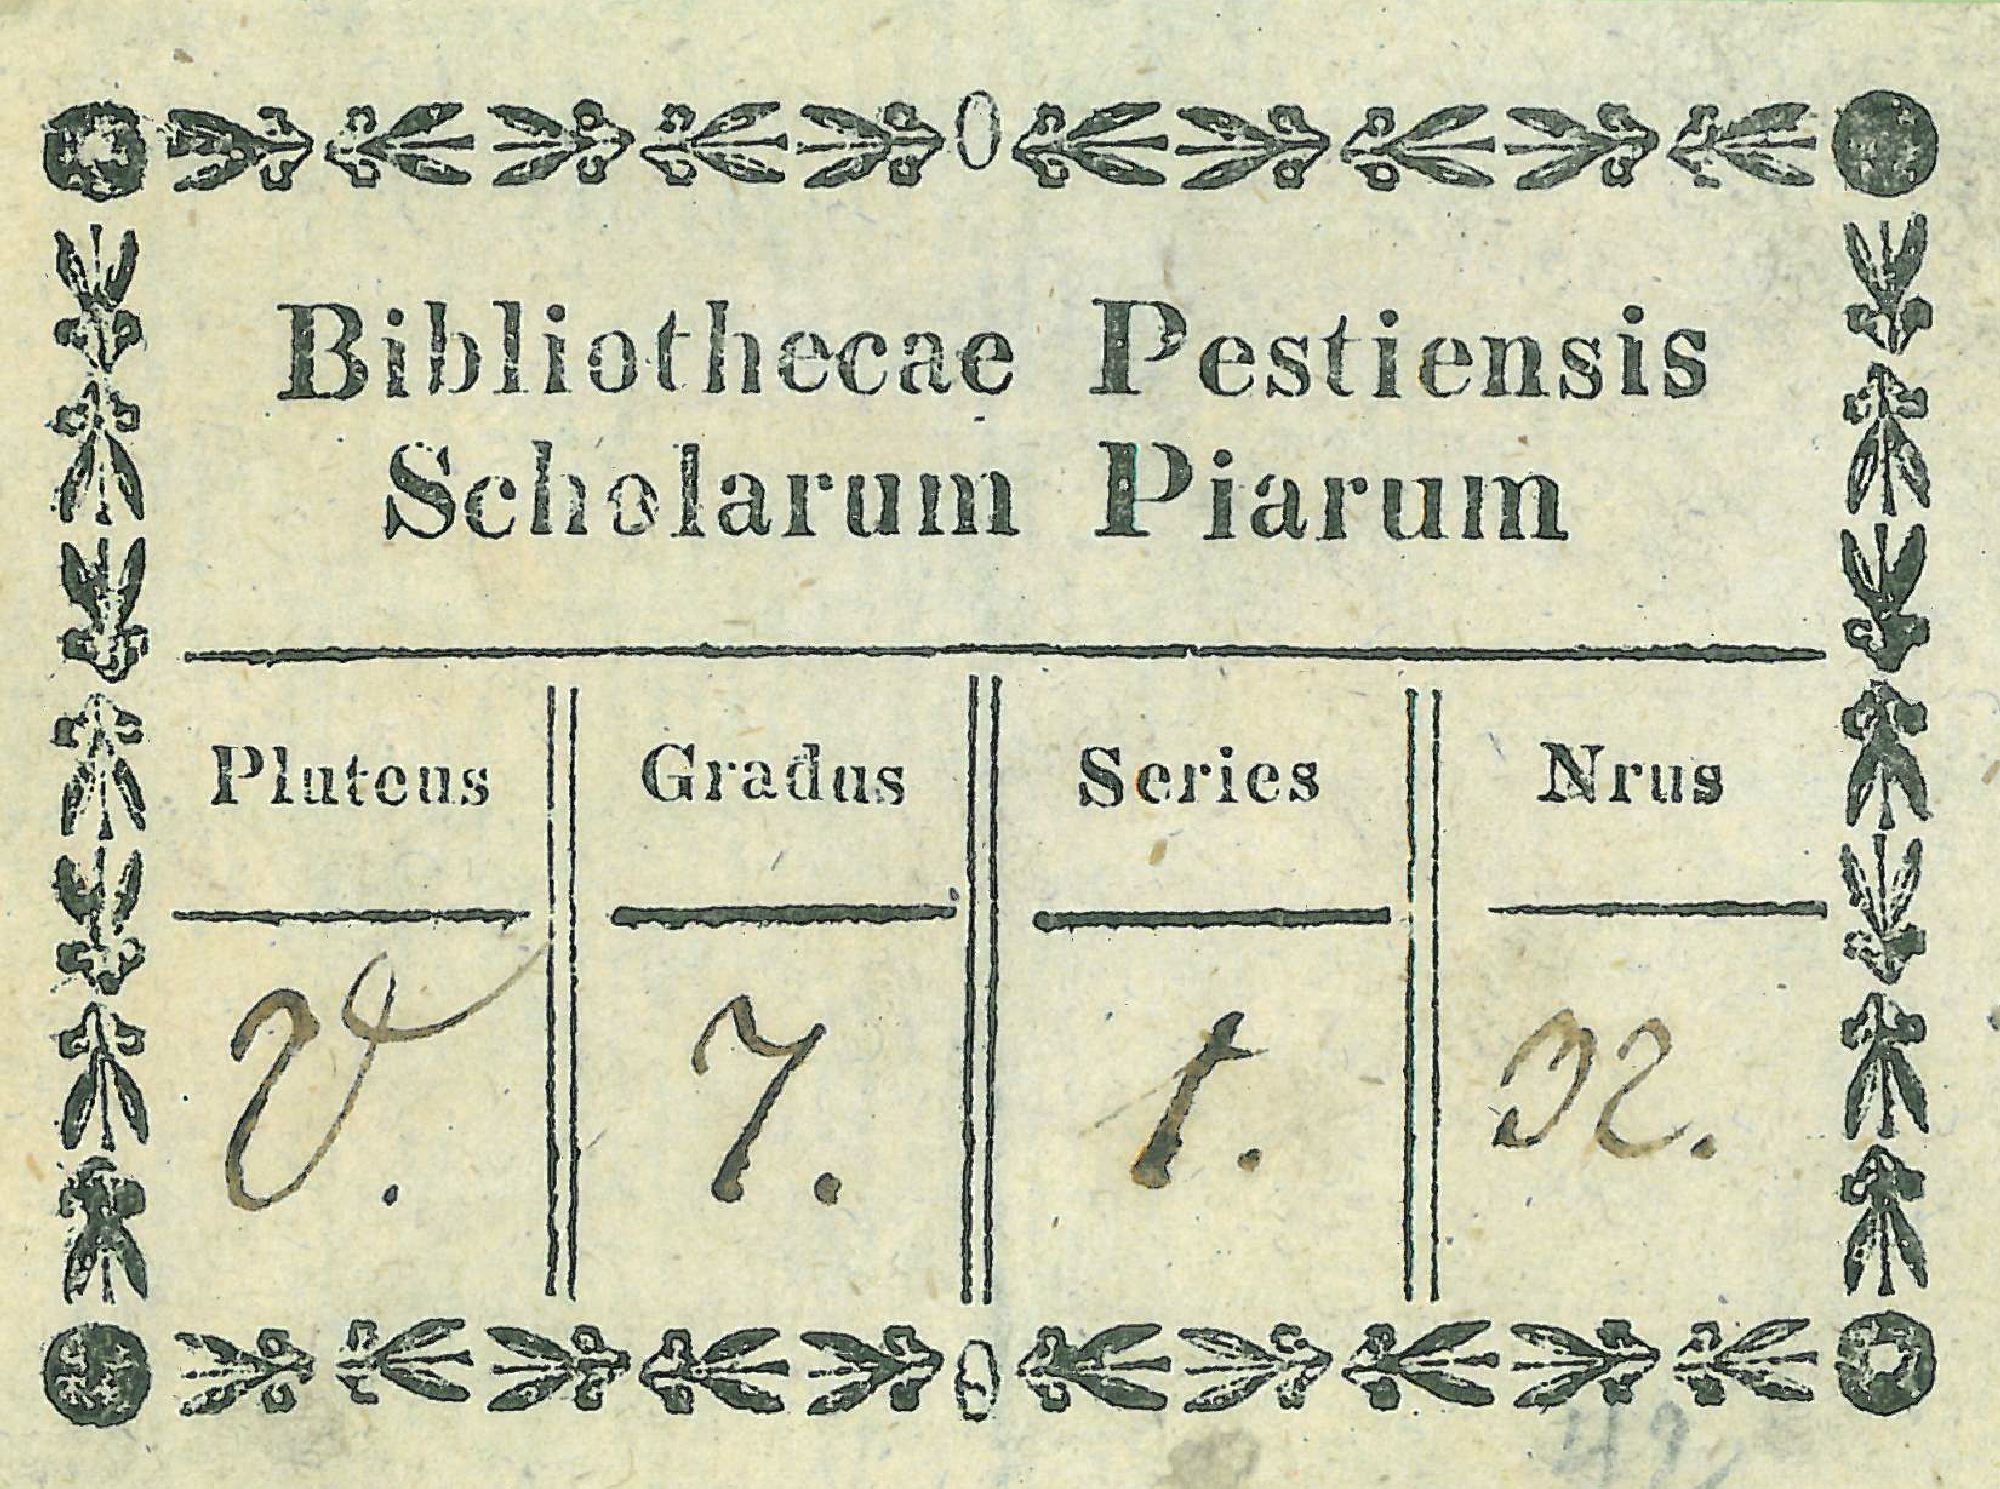 Bibliothecae Pestiensis
Scholarum Piarum
Pluteus Gradus Series Nrus
V. 7. 1. 32.